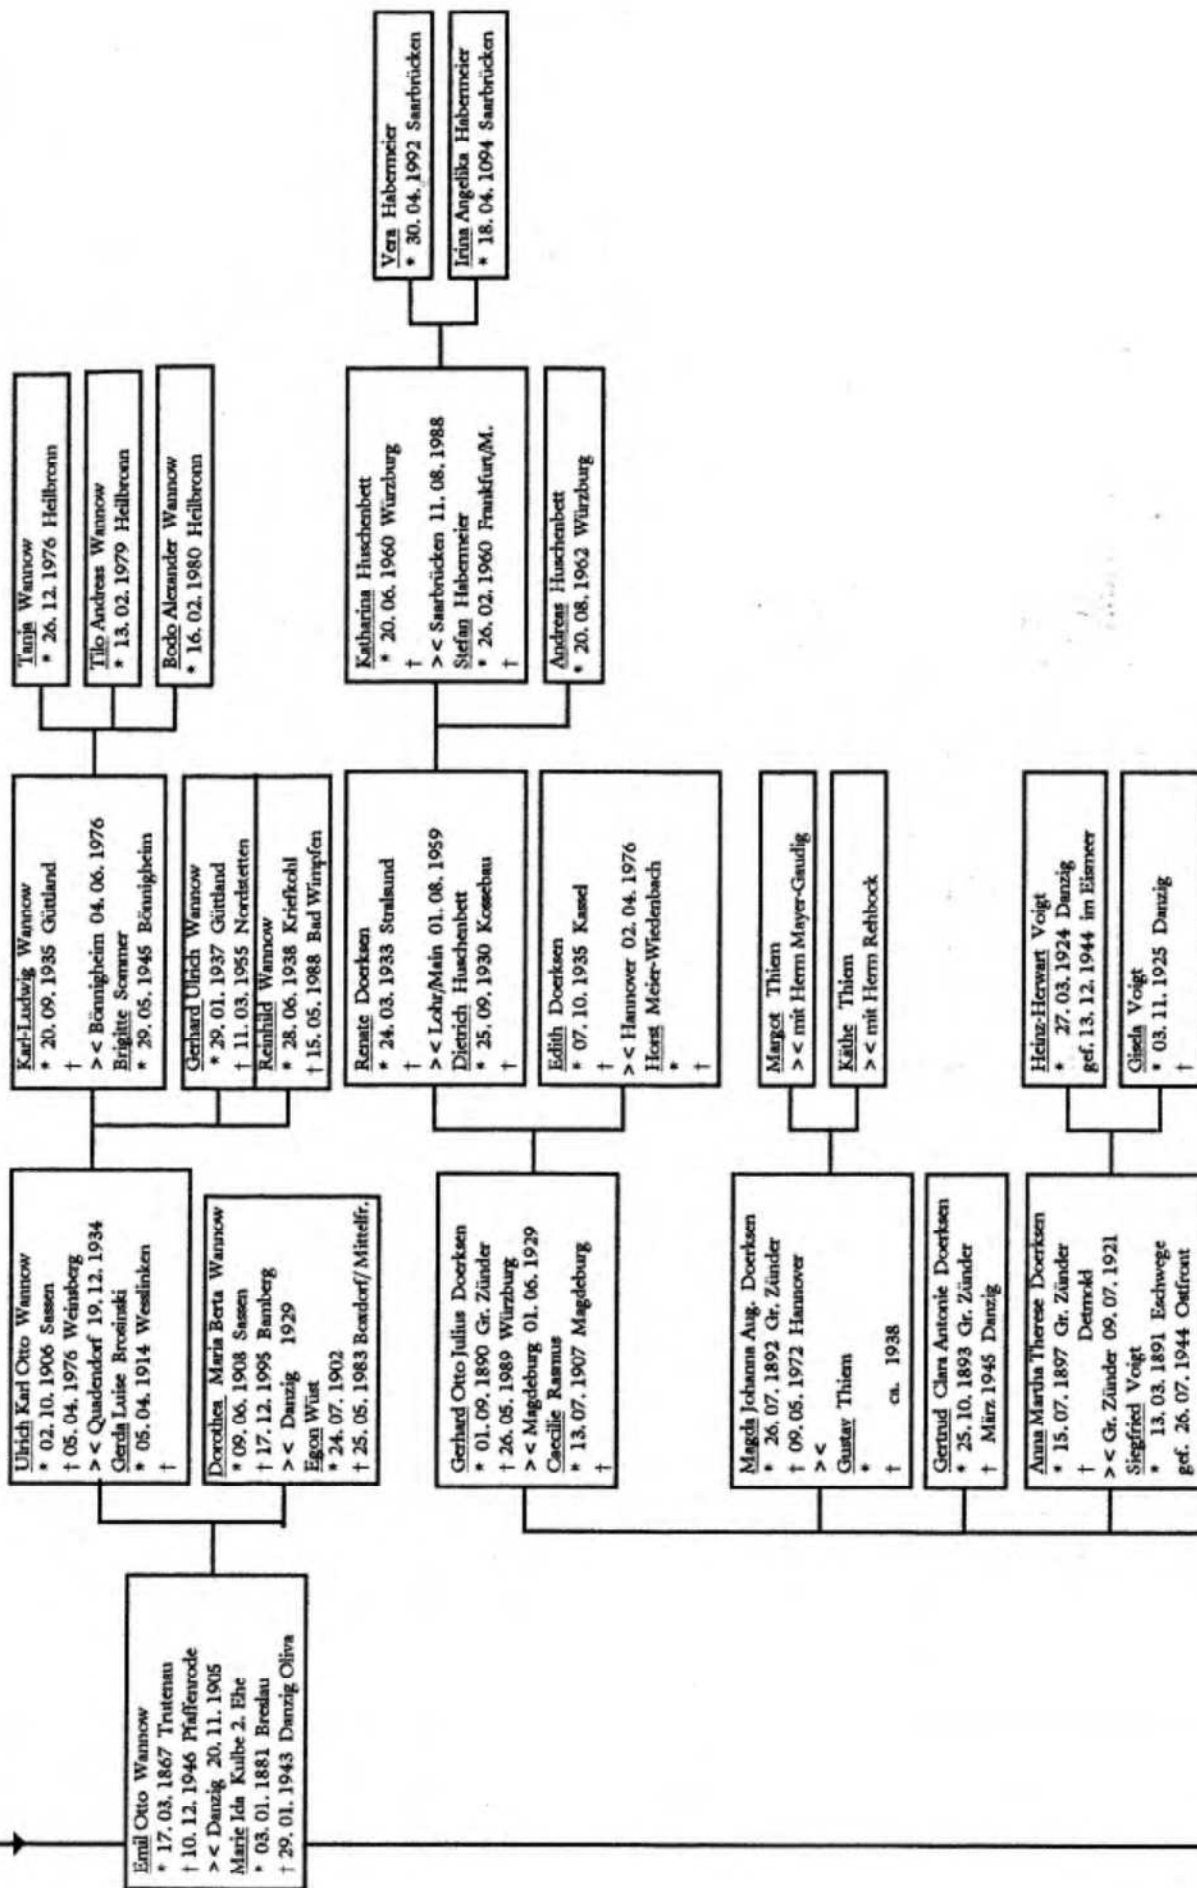 Emil Otto Wannow
* 17. 03. 1867 Trutenau
† 10. 12. 1946 Pfaffenrode
>< Danzig 20. 11. 1905
Marie Ida Kulbe 2. Ehe
* 03. 01. 1881 Breslau
† 29. 01. 1943 Danzig Oliva
Ulrich Karl Otto Wannow
* 02. 10. 1906 Sassen
† 05. 04. 1976 Weinsberg
>< Quadendorf 19. 12. 1934
Gerda Luise Brosinski
* 05. 04. 1914 Wesslinken
†
Dorothea Maria Berta Wannow
* 09. 06. 1908 Sassen
† 17. 12. 1995 Bamberg
>< Danzig 1929
Egon Wüst
* 24. 07. 1902
† 25. 05. 1983 Boxdorf/ Mittelfr.
Gerhard Otto Julius Doerksen
* 01. 09. 1890 Gr. Zünder
† 26. 05. 1989 Würzburg
>< Magdeburg 01. 06. 1929
Caecilie Rasmus
* 13. 07. 1907 Magdeburg
†
Magda Johanna Aug. Doerksen
* 26. 07. 1892 Gr. Zünder
† 09. 05. 1972 Hannover
><
Gustav Thiem
*
† ca. 1938
Gertrud Clara Antonie Doerksen
* 25. 10. 1893 Gr. Zünder
† März 1945 Danzig
Anna Martha Therese Doerksen
* 15. 07. 1897 Gr. Zünder
† Detmold
>< Gr. Zünder 09. 07. 1921
Siegfried Voigt
* 13. 03. 1891 Eschwege
gef. 26. 07. 1944 Ostfront
Karl-Ludwig Wannow
* 20. 09. 1935 Güttland
†
>< Bönnigheim 04. 06. 1976
Brigitte Sommer
* 29. 05. 1945 Bönnigheim
Gerhard Ulrich Wannow
* 29. 01. 1937 Güttland
† 11. 03. 1955 Nordstetten
Reinhild Wannow
* 28. 06. 1938 Kriefkohl
† 15. 05. 1988 Bad Wimpfen
Renate Doerksen
* 24. 03. 1933 Stralsund
†
>< Lohr/Main 01. 08. 1959
Dietrich Huschenbett
* 25. 09. 1930 Kossebau
†
Edith Doerksen
* 07. 10. 1935 Kassel
†
>< Hannover 02. 04. 1976
Horst Meier-Wiedenbach
*
†
Margot Thiem
>< mit Herrn Mayer-Gaudig
Käthe Thiem
>< mit Herrn Rehbock
Heinz-Herwart Voigt
* 27. 03. 1924 Danzig
gef. 13. 12. 1944 im Eismeer
Gisela Voigt
* 03. 11. 1925 Danzig
†
Tanja Wannow
* 26. 12. 1976 Heilbronn
Tilo Andreas Wannow
* 13. 02. 1979 Heilbronn
Bodo Alexander Wannow
* 16. 02. 1980 Heilbronn
Katharina Huschenbett
* 20. 06. 1960 Würzburg
†
>< Saarbrücken 11. 08. 1988
Stefan Habermeier
* 26. 02. 1960 Frankfurt/M.
†
Andreas Huschenbett
* 20. 08. 1962 Würzburg
Vera Habermeier
* 30. 04. 1992 Saarbrücken
Irina Angelika Habermeier
* 18. 04. 1094 Saarbrücken